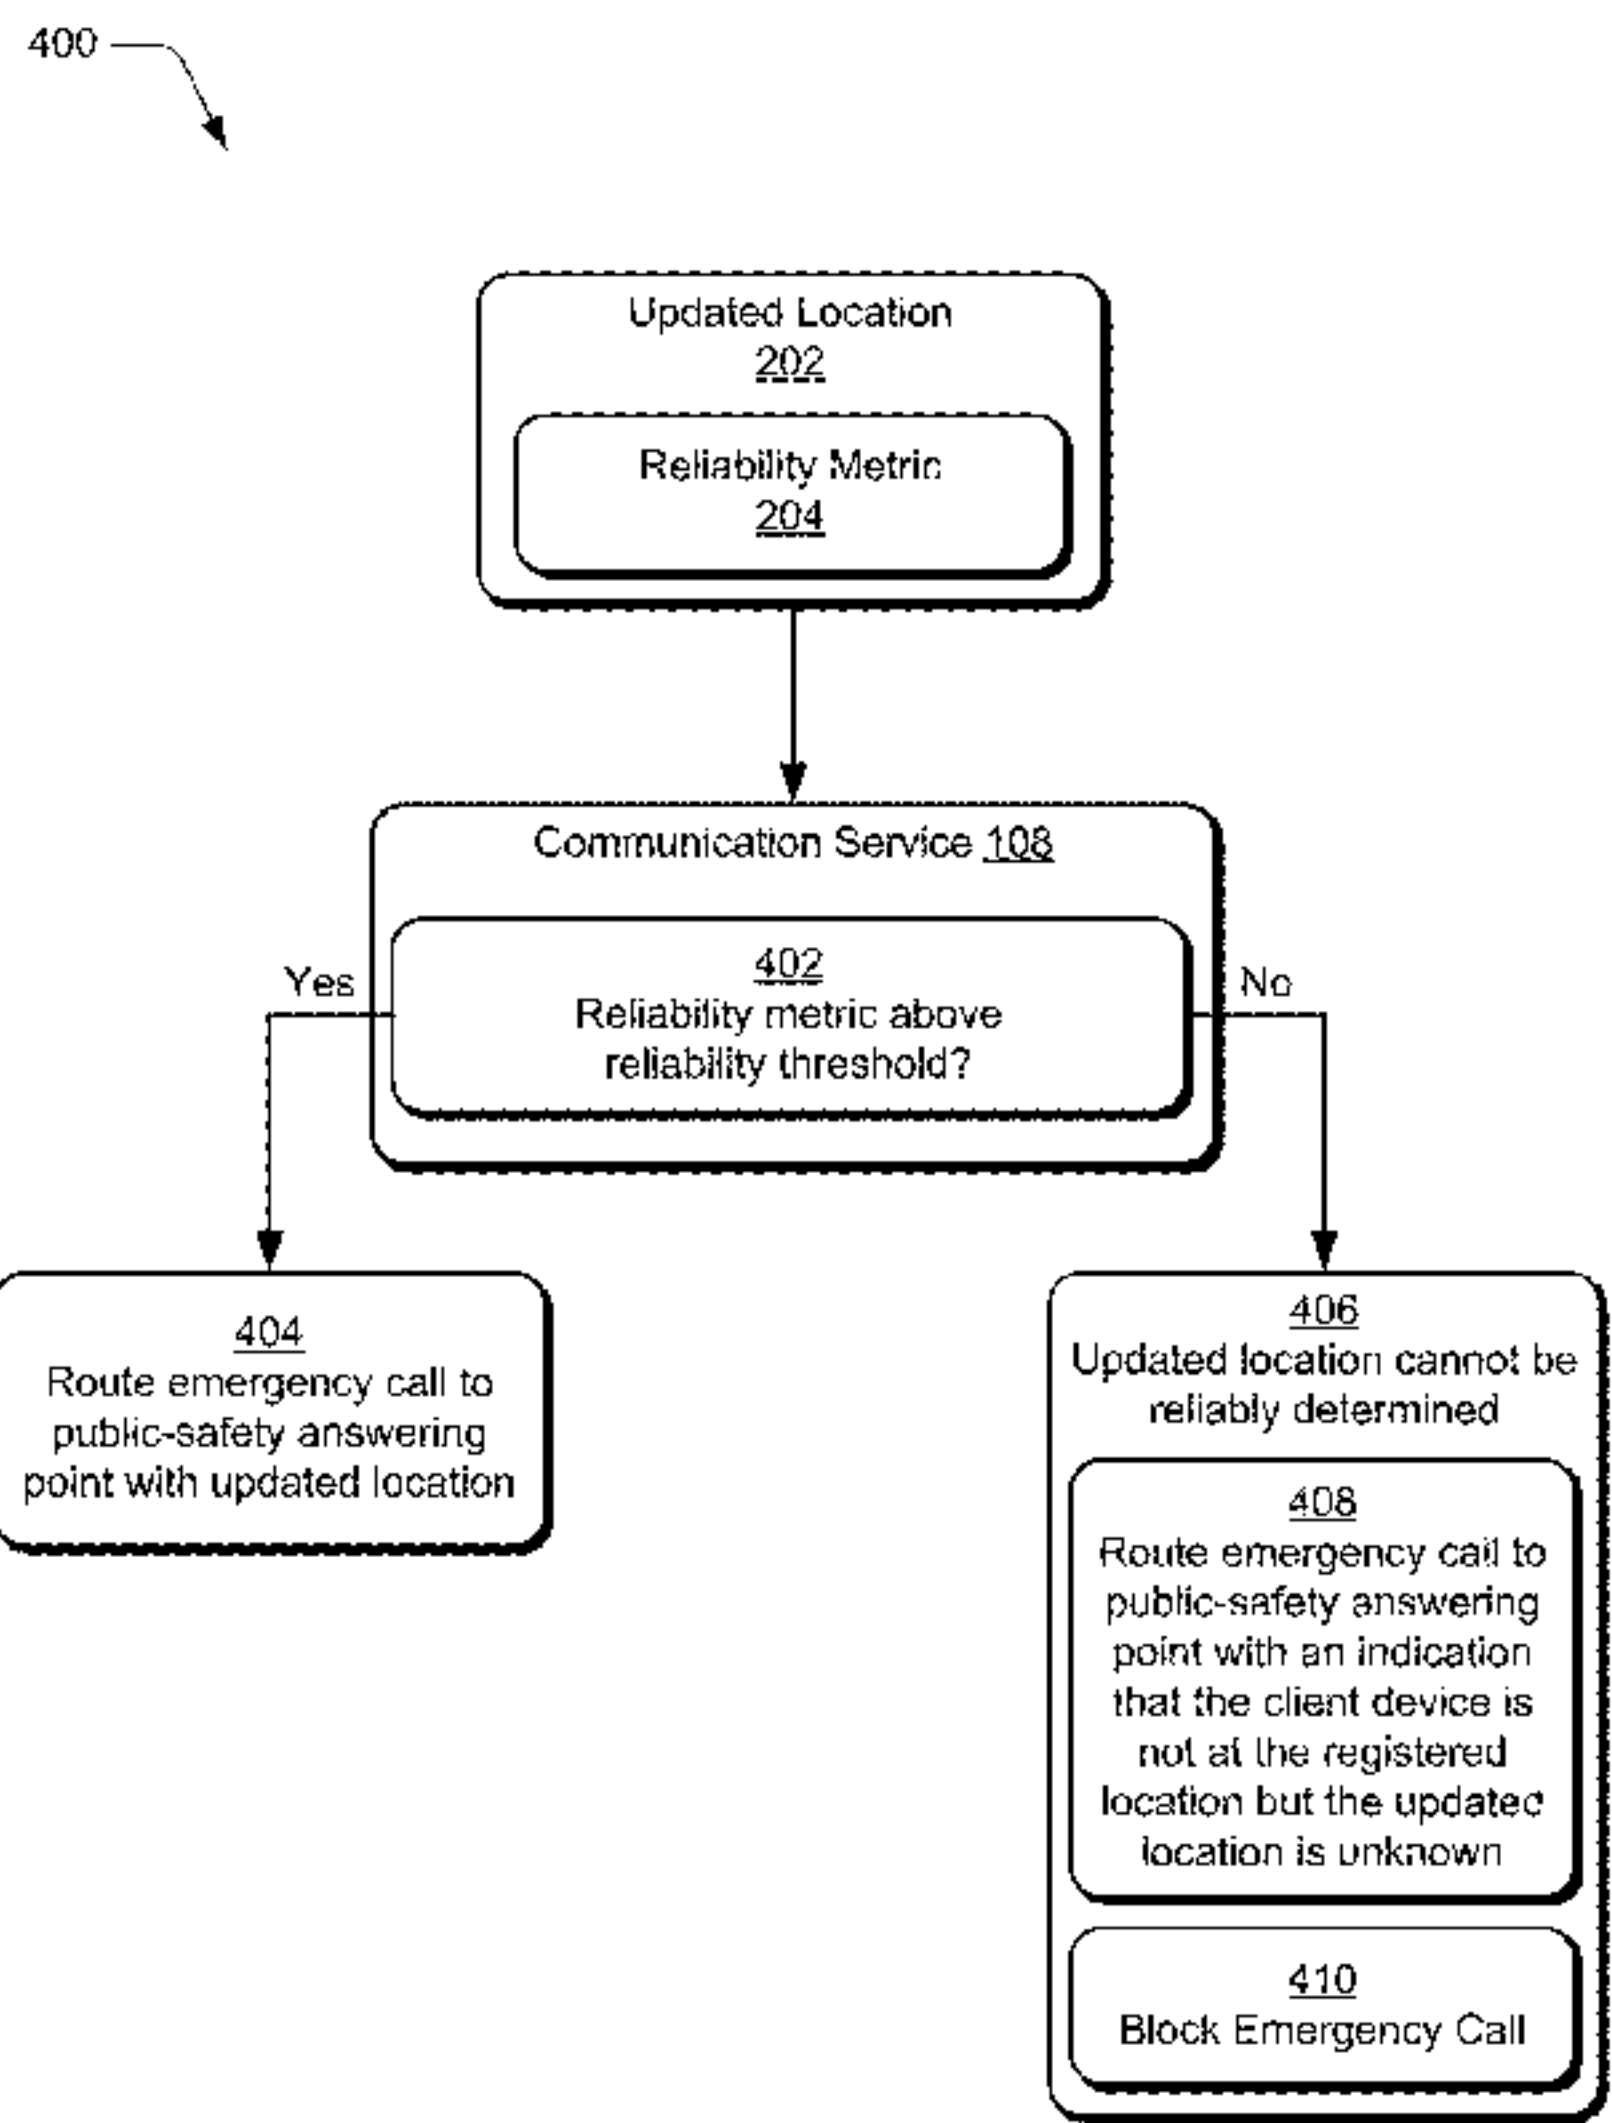 400
Updated Location
202
Reliability Metric
204
Communication Service 108
402
Reliability metric above
reliability threshold?
Yes
No
404
Route emergency call to
public-safety answering
point with updated location
406
Updated location cannot be
reliably determined
408
Route emergency call to
public-safety answering
point with an indication
that the client device is
not at the registered
location but the updated
location is unknown
410
Block Emergency Call